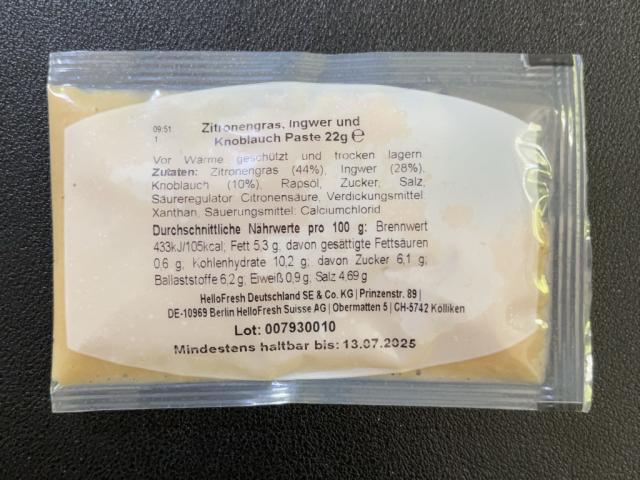 09:51
1
Zitronengras, Ingwer und
Knoblauch Paste 22g ℮
Vor Wärme geschützt und trocken lagern
Zutaten: Zitronengras (44%), Ingwer (28%),
Knoblauch (10%), Rapsöl, Zucker, Salz,
Säureregulator: Citronensäure, Verdickungsmittel:
Xanthan, Säuerungsmittel: Calciumchlorid.
Durchschnittliche Nährwerte pro 100 g: Brennwert
433kJ/105kcal; Fett 5,3 g, davon gesättigte Fettsäuren
0,6 g; Kohlenhydrate 10,2 g; davon Zucker 6,1 g;
Ballaststoffe 6,2 g; Eiweiß 0,9 g; Salz 4,69 g
HelloFresh Deutschland SE & Co. KG | Prinzenstr. 89 |
DE-10969 Berlin HelloFresh Suisse AG | Obermatten 5 | CH-5742 Kölliken
Lot: 007930010
Mindestens haltbar bis: 13.07.2025